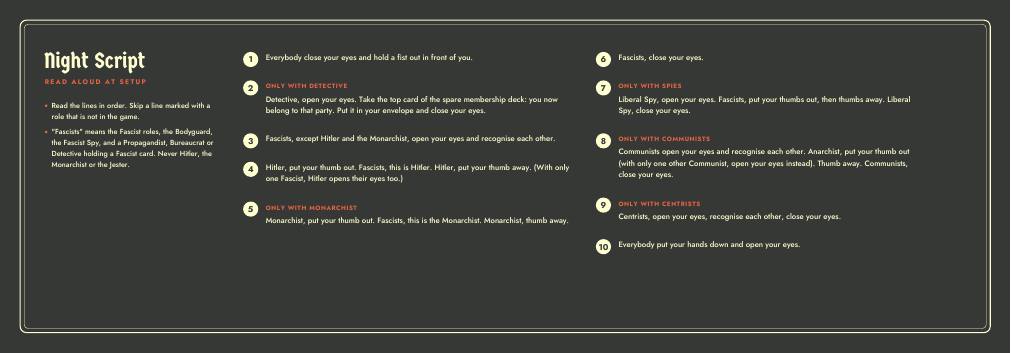 Night Script
READ ALOUD AT SETUP
• Read the lines in order. Skip a line marked with a
role that is not in the game.
• "Fascists" means the Fascist roles, the Bodyguard,
the Fascist Spy, and a Propagandist, Bureaucrat or
Detective holding a Fascist card. Never Hitler, the
Monarchist or the Jester.
1 Everybody close your eyes and hold a fist out in front of you.
2 ONLY WITH DETECTIVE
Detective, open your eyes. Take the top card of the spare membership deck: you now
belong to that party. Put it in your envelope and close your eyes.
3 Fascists, except Hitler and the Monarchist, open your eyes and recognise each other.
4 Hitler, put your thumb out. Fascists, this is Hitler. Hitler, put your thumb away. (With only
one Fascist, Hitler opens their eyes too.)
5 ONLY WITH MONARCHIST
Monarchist, put your thumb out. Fascists, this is the Monarchist. Monarchist, thumb away.
6 Fascists, close your eyes.
7 ONLY WITH SPIES
Liberal Spy, open your eyes. Fascists, put your thumbs out, then thumbs away. Liberal
Spy, close your eyes.
8 ONLY WITH COMMUNISTS
Communists open your eyes and recognise each other. Anarchist, put your thumb out
(with only one other Communist, open your eyes instead). Thumb away. Communists,
close your eyes.
9 ONLY WITH CENTRISTS
Centrists, open your eyes, recognise each other, close your eyes.
10 Everybody put your hands down and open your eyes.